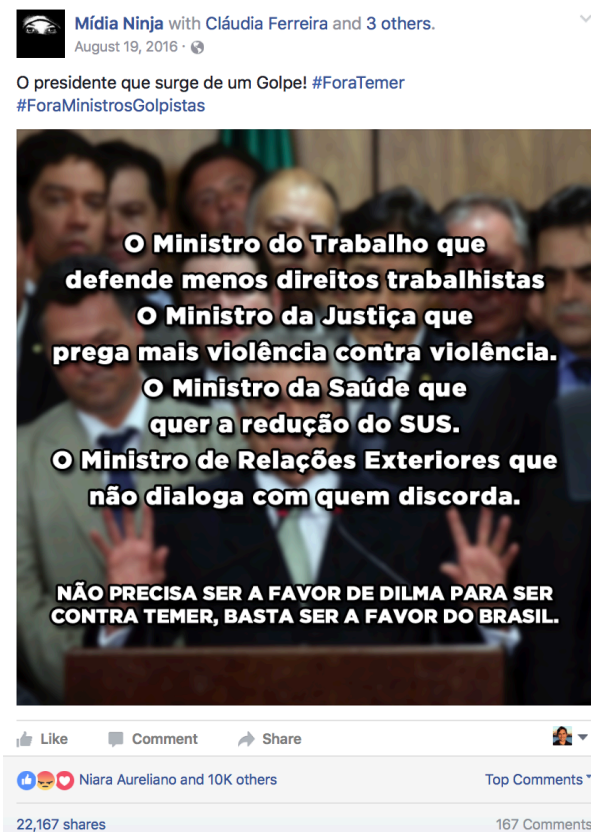 Mídia Ninja with Cláudia Ferreira and 3 others.
August 19, 2016 ·
O presidente que surge de um Golpe! #ForaTemer
#ForaMinistrosGolpistas
O Ministro do Trabalho que
defende menos direitos trabalhistas
O Ministro da Justiça que
prega mais violência contra violência.
O Ministro da Saúde que
quer a redução do SUS.
O Ministro de Relações Exteriores que
não dialoga com quem discorda.
NÃO PRECISA SER A FAVOR DE DILMA PARA SER
CONTRA TEMER, BASTA SER A FAVOR DO BRASIL.
Like Comment Share
Niara Aureliano and 10K others Top Comments
22,167 shares 167 Comments